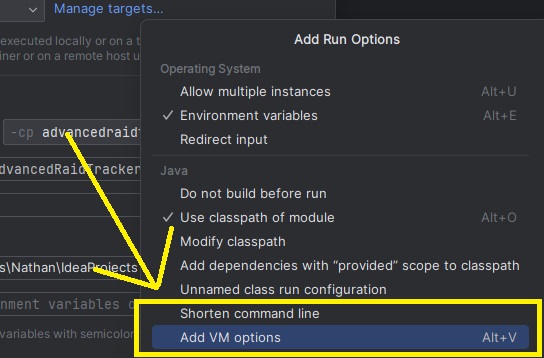 Manage targets...
executed locally or on a t
iner or on a remote host u
-cp advancedraidt
dvancedRaidTracker
s\Nathan\IdeaProjects
nment variables o
variables with semicolor
Add Run Options
Operating System
Allow multiple instances Alt+U
✓ Environment variables Alt+E
Redirect input
Java
Do not build before run
✓ Use classpath of module Alt+O
Modify classpath
Add dependencies with “provided” scope to classpath
Unnamed class run configuration
Shorten command line
Add VM options Alt+V